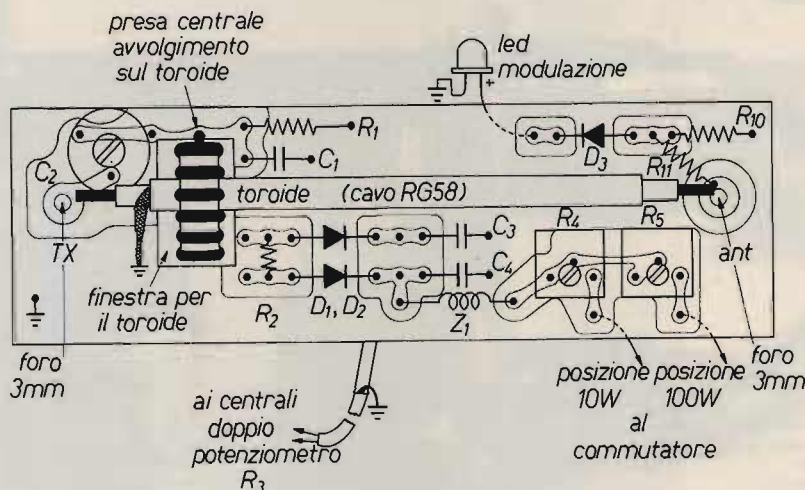 presa centrale
avvolgimento
sul toroide
led
modulazione
+
R1
C1
C2
D3
R10
R11
toroide (cavo RG58)
TX
finestra per
il toroide
R2
D1, D2
C3
C4
Z1
R4
R5
ant
foro
3mm
foro
3mm
posizione
10W
posizione
100W
al
commutatore
ai centrali
doppio
potenziometro
R3